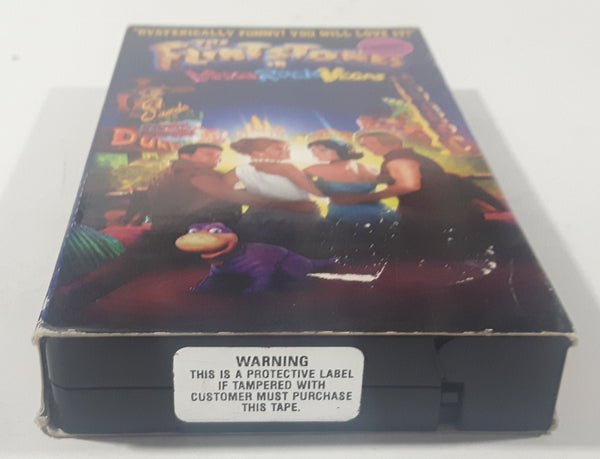 "HYSTERICALLY FUNNY! YOU WILL LOVE IT!"
THE
FLINTSTONES
IN
VIVA ROCK VEGAS
WARNING
THIS IS A PROTECTIVE LABEL
IF TAMPERED WITH
CUSTOMER MUST PURCHASE
THIS TAPE.